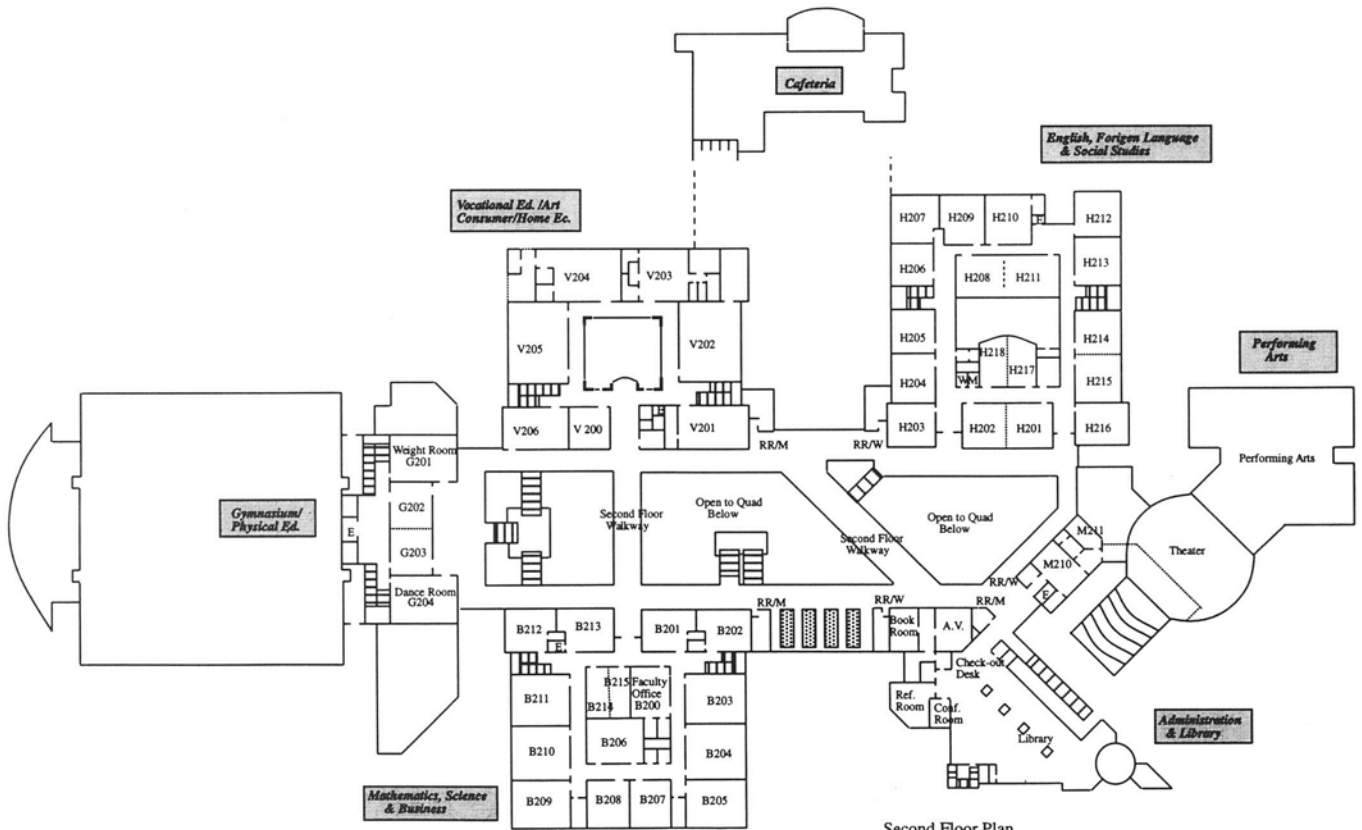 Cafeteria
English, Forigen Language
& Social Studies
Vocational Ed. /Art
Consumer/Home Ec.
H207
H209
H210
E
H212
H206
H208
H211
H213
V204
V203
V205
V202
H205
H218
H217
WM
H214
H204
H215
Performing
Arts
V206
V 200
E
V201
RR/M
RR/W
H203
H202
H201
H216
Weight Room
G201
Performing Arts
Gymnasium/
Physical Ed.
G202
E
G203
Second Floor
Walkway
Open to Quad
Below
Second Floor
Walkway
Open to Quad
Below
M211
M210
Theater
RR/W
E
RR/M
Dance Room
G204
RR/M
RR/W
B212
E
B213
B201
B202
Book
Room
A.V.
Check-out
Desk
B211
B215
Faculty
Office
B200
B214
B203
Ref.
Room
Conf.
Room
B210
B206
B204
Library
Administration
& Library
Mathematics, Science
& Business
B209
B208
B207
B205
Second Floor Plan